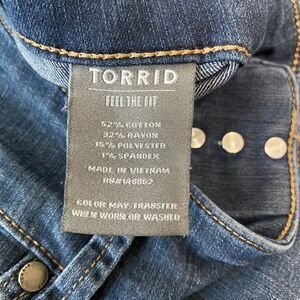 TORRID
FEEL THE FIT
52% COTTON
32% RAYON
15% POLYESTER
1% SPANDEX
MADE IN VIETNAM
RN#148862
COLOR MAY TRANSFER
WHEN WORN OR WASHED